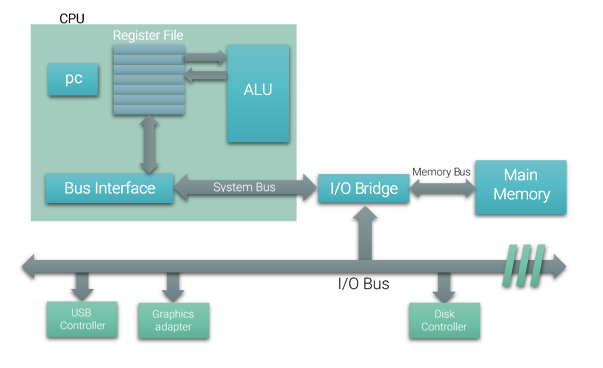 CPU
Register File
pc
ALU
Bus Interface
System Bus
I/O Bridge
Memory Bus
Main
Memory
I/O Bus
USB
Controller
Graphics
adapter
Disk
Controller